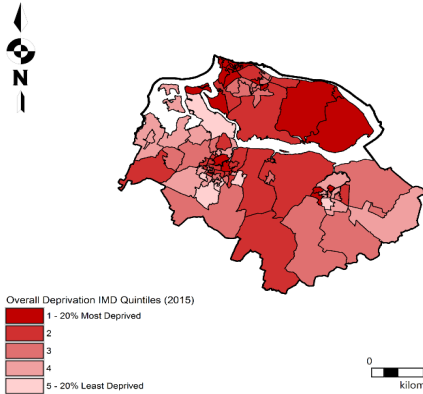 N
Overall Deprivation IMD Quintiles (2015)
1 - 20% Most Deprived
2
3
4
5 - 20% Least Deprived
0
kilom